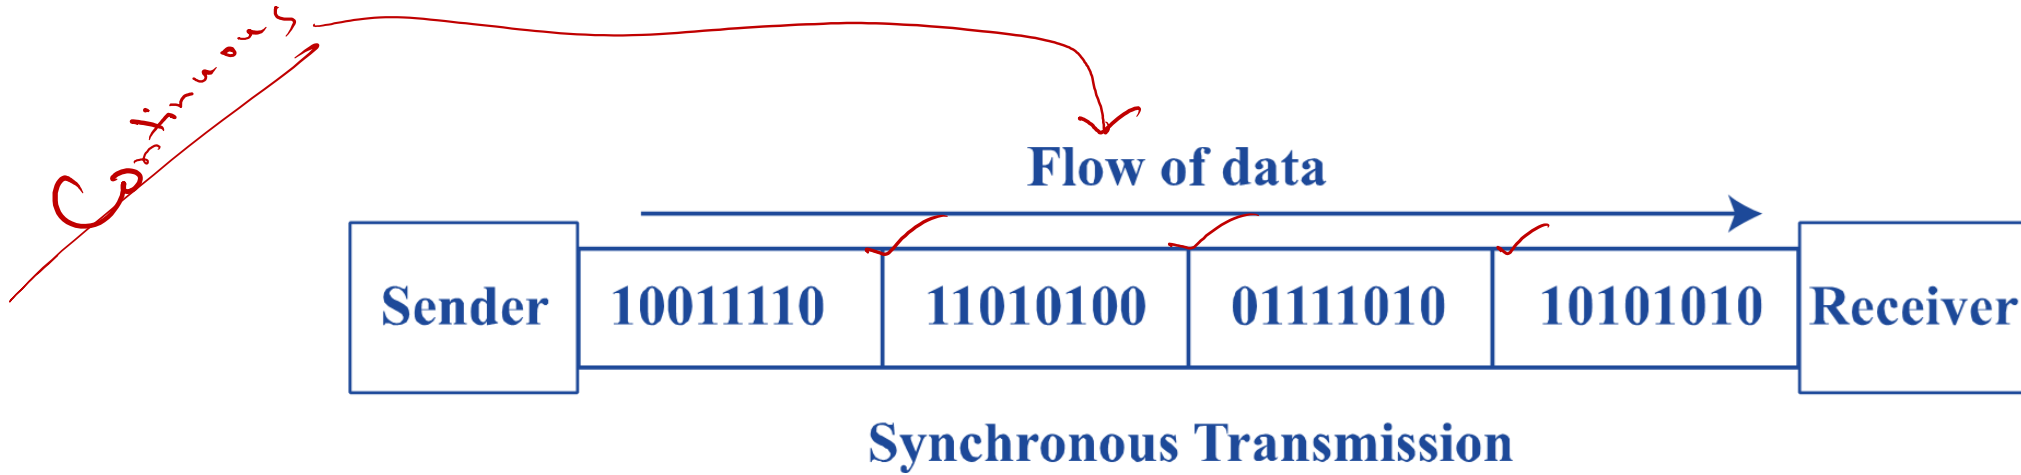 Continuous
Flow of data
Sender 10011110 11010100 01111010 10101010 Receiver
Synchronous Transmission